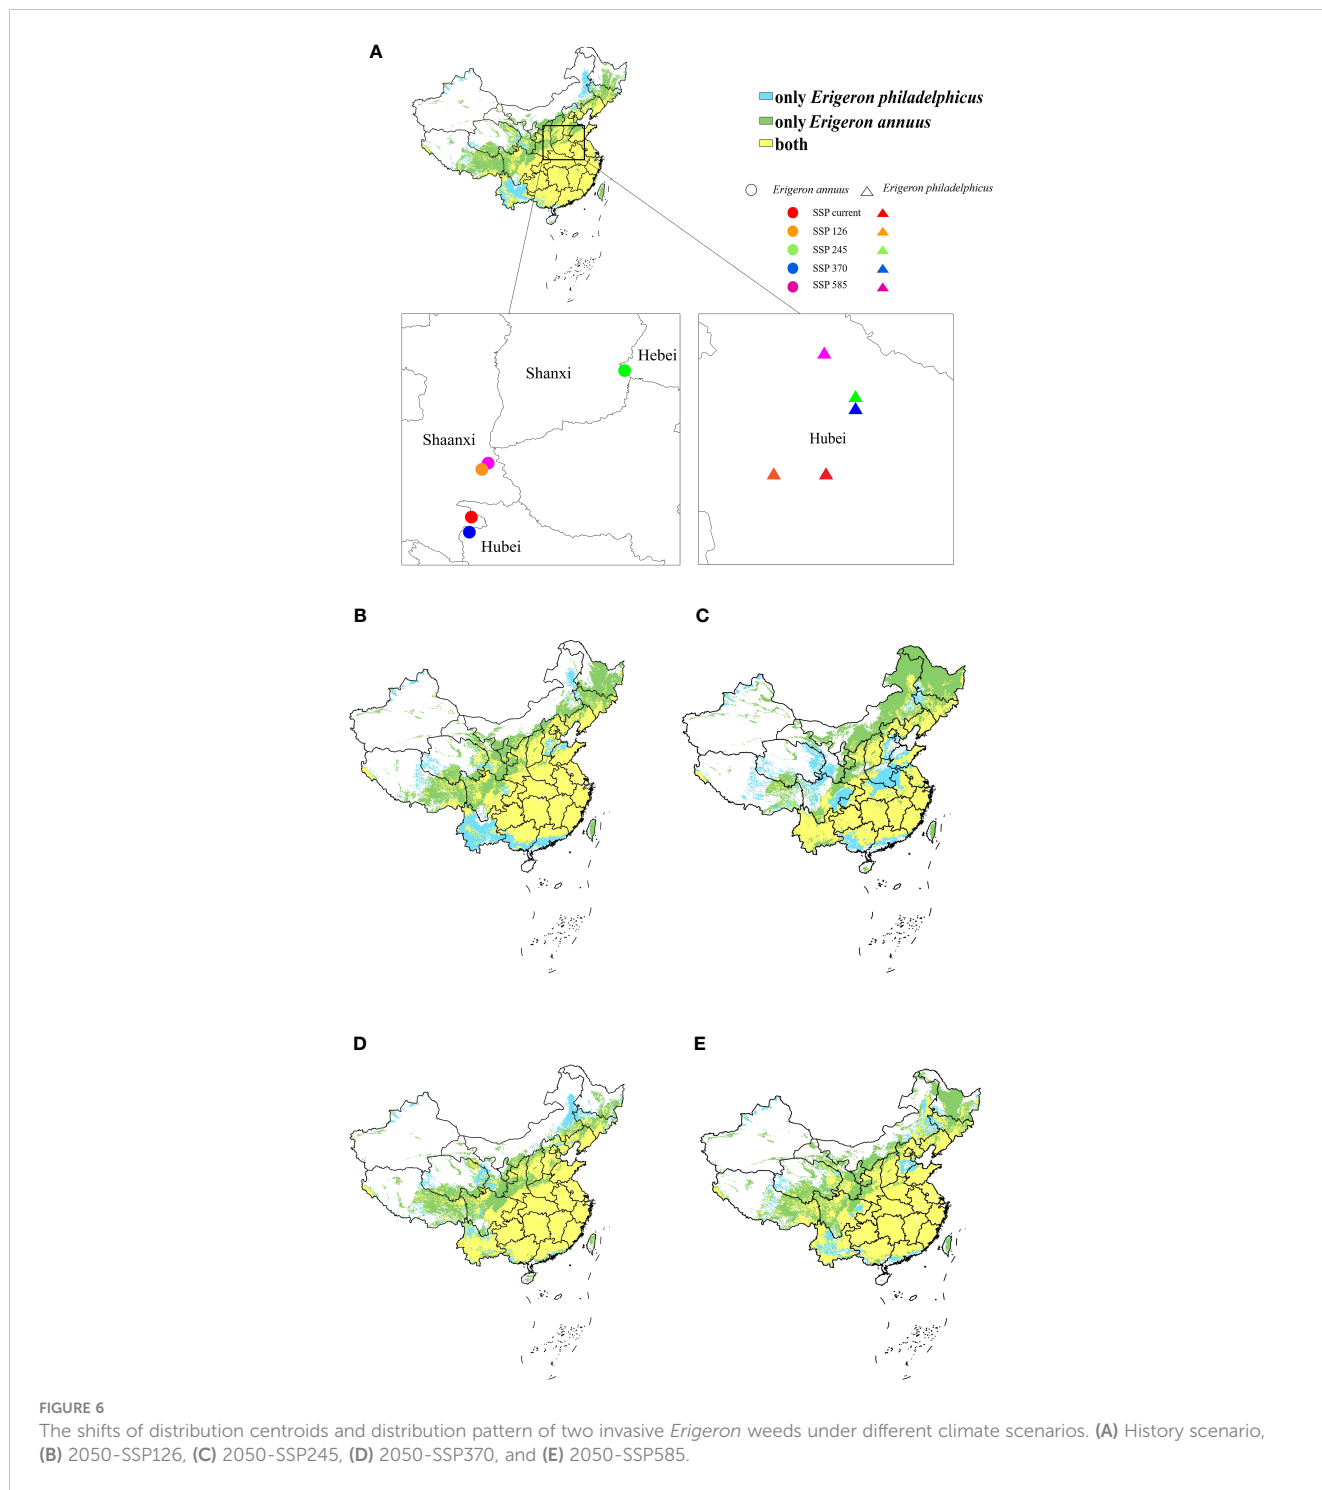 A
only Erigeron philadelphicus
only Erigeron annuus
both
Erigeron annuus
Erigeron philadelphicus
SSP current
SSP 126
SSP 245
SSP 370
SSP 585
Hebei
Shanxi
Shaanxi
Hubei
Hubei
B
C
D
E
FIGURE 6
The shifts of distribution centroids and distribution pattern of two invasive Erigeron weeds under different climate scenarios. (A) History scenario,
(B) 2050-SSP126, (C) 2050-SSP245, (D) 2050-SSP370, and (E) 2050-SSP585.